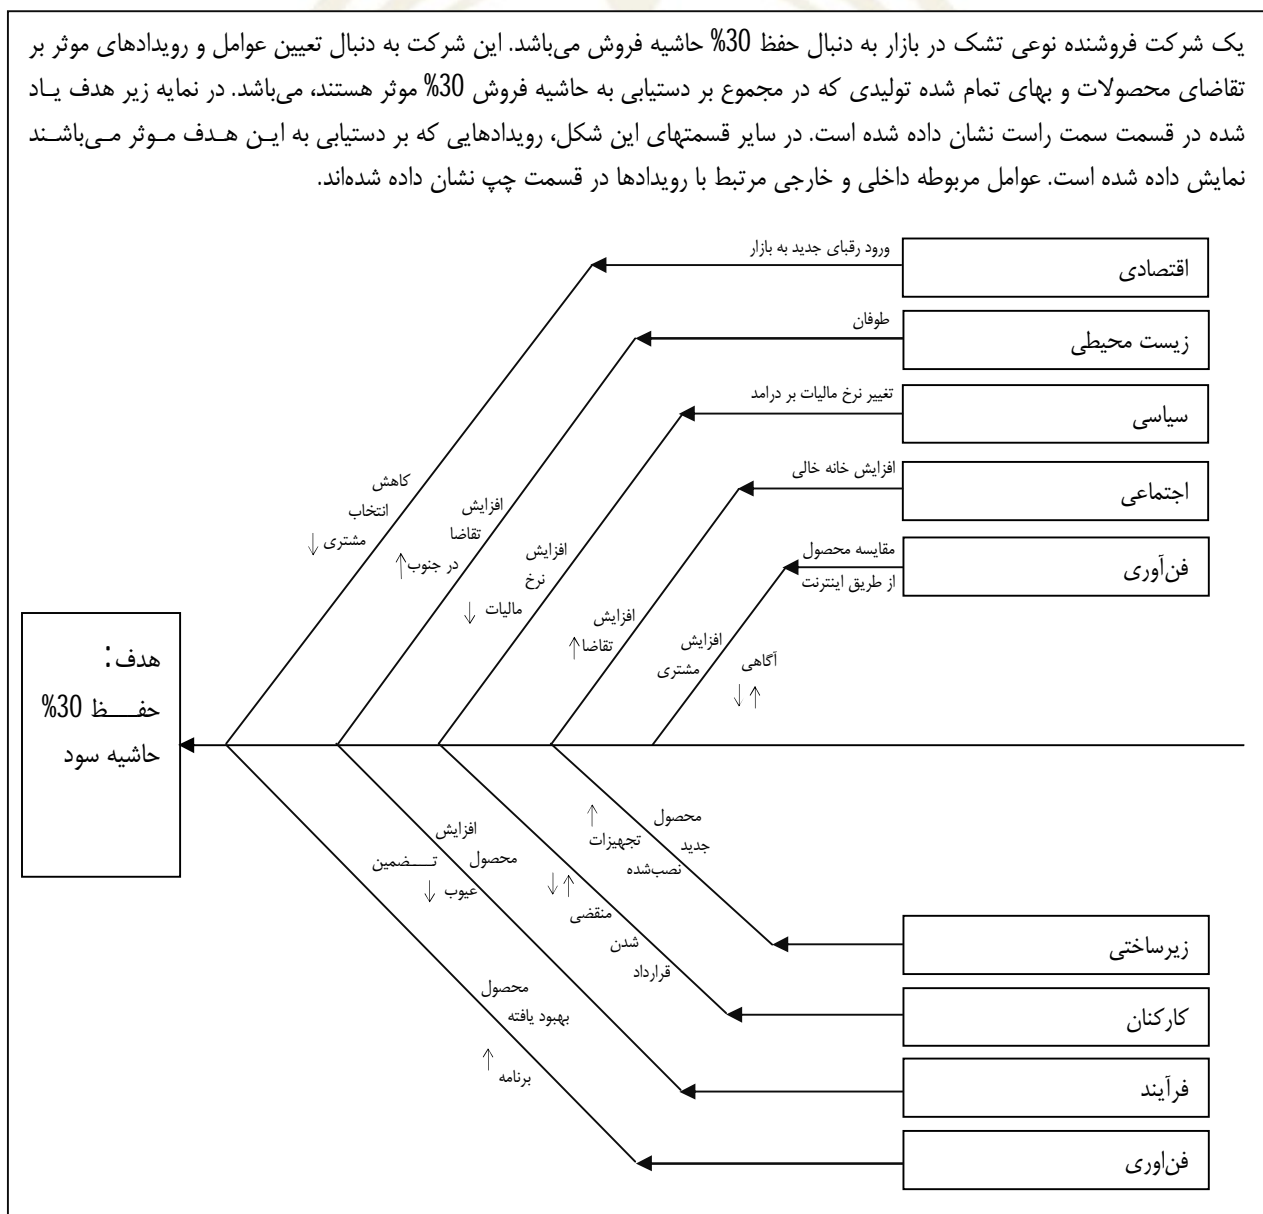 یک شرکت فروشنده نوعی تشک در بازار به دنبال حفظ 30% حاشیه فروش می‌باشد. این شرکت به دنبال تعیین عوامل و رویدادهای موثر بر
تقاضای محصولات و بهای تمام شده تولیدی که در مجموع بر دستیابی به حاشیه فروش 30% موثر هستند، می‌باشد. در نمایه زیر هدف یاد
شده در قسمت سمت راست نشان داده شده است. در سایر قسمتهای این شکل، رویدادهایی که بر دستیابی به این هدف موثر می‌باشند
نمایش داده شده است. عوامل مربوطه داخلی و خارجی مرتبط با رویدادها در قسمت چپ نشان داده شده‌اند.
اقتصادی
ورود رقبای جدید به بازار
کاهش
انتخاب
مشتری ↓
زیست محیطی
طوفان
افزایش
تقاضا
در جنوب ↑
سیاسی
تغییر نرخ مالیات بر درامد
افزایش
نرخ
مالیات ↓
اجتماعی
افزایش خانه خالی
افزایش
تقاضا ↑
فن‌آوری
مقایسه محصول
از طریق اینترنت
افزایش
مشتری
آگاهی
↑ ↓
هدف:
حفظ 30%
حاشیه سود
زیرساختی
محصول
جدید
↑
تجهیزات
نصب‌شده
کارکنان
↑ ↓
منقضی
شدن
قرارداد
فرآیند
افزایش
محصول
تضمین
عیوب ↓
فن‌اوری
محصول
بهبود یافته
برنامه ↑